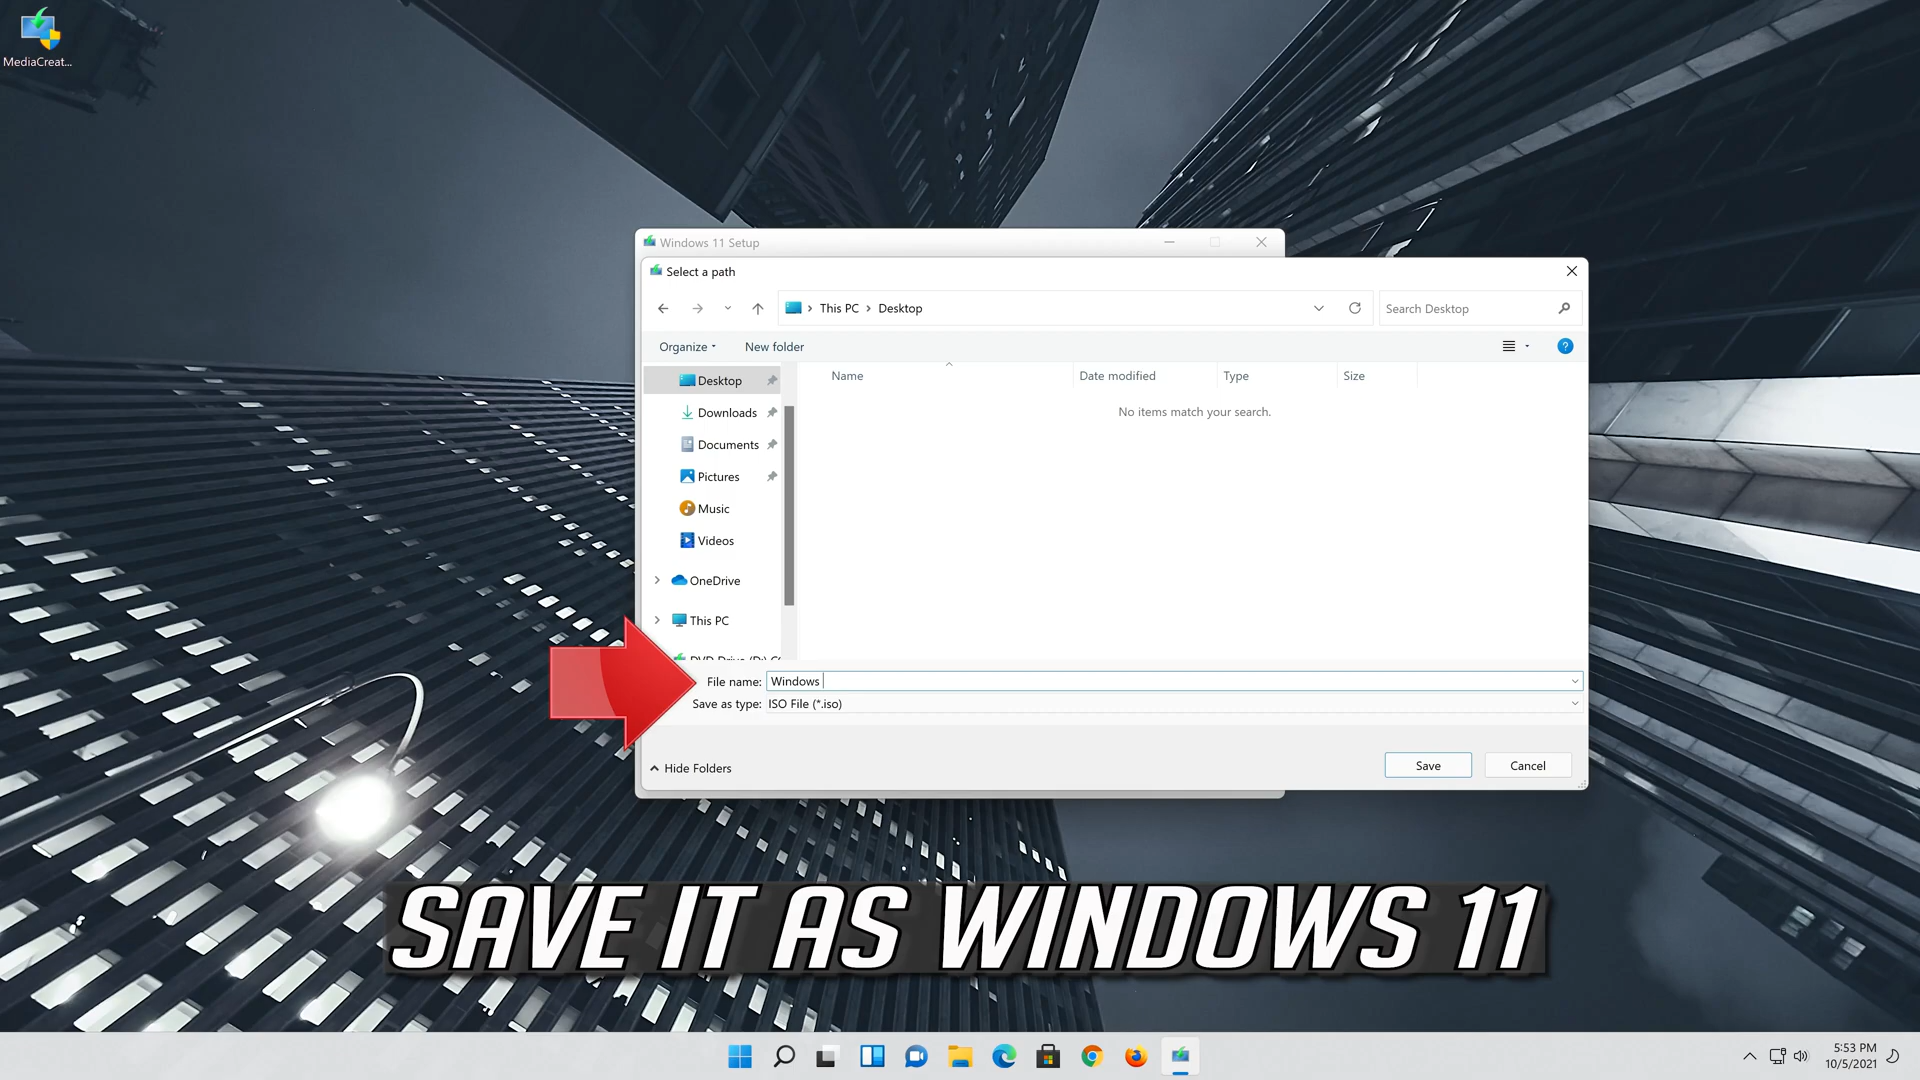 MediaCreat...
Windows 11 Setup
Select a path
This PC
Desktop
Search Desktop
Organize
New folder
?
Name
Date modified
Type
Size
Desktop
No items match your search.
Downloads
Documents
Pictures
Music
Videos
OneDrive
This PC
DVD Drive (D:)
File name: Windows
Save as type: ISO File (*.iso)
Hide Folders
Save
Cancel
SAVE IT AS WINDOWS 11
5:53 PM
10/5/2021